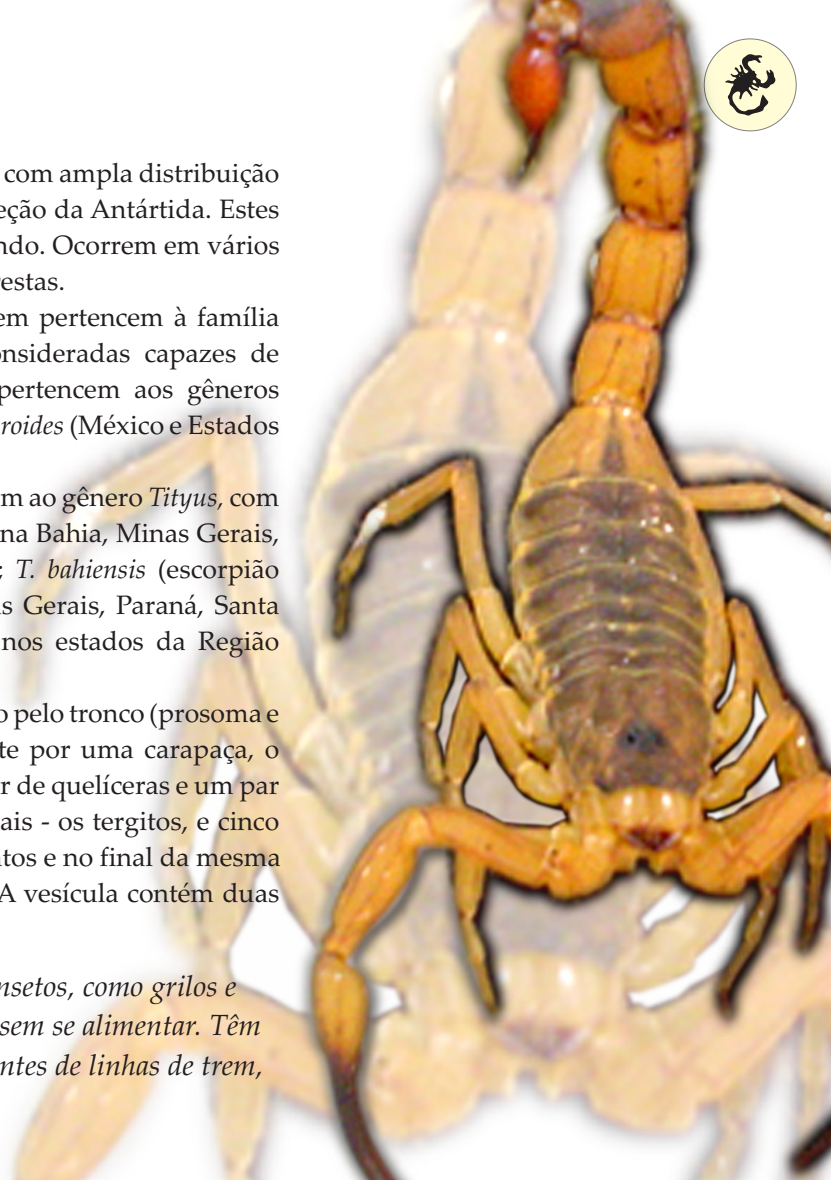 com ampla distribuição
eção da Antártida. Estes
ndo. Ocorrem em vários
estas.
em pertencem à família
onsideradas capazes de
pertencem aos gêneros
roides (México e Estados
m ao gênero Tityus, com
na Bahia, Minas Gerais,
; T. bahiensis (escorpião
s Gerais, Paraná, Santa
nos estados da Região
o pelo tronco (prosoma e
te por uma carapaça, o
r de quelíceras e um par
ais - os tergitos, e cinco
tos e no final da mesma
A vesícula contém duas
nsetos, como grilos e
sem se alimentar. Têm
ntes de linhas de trem,